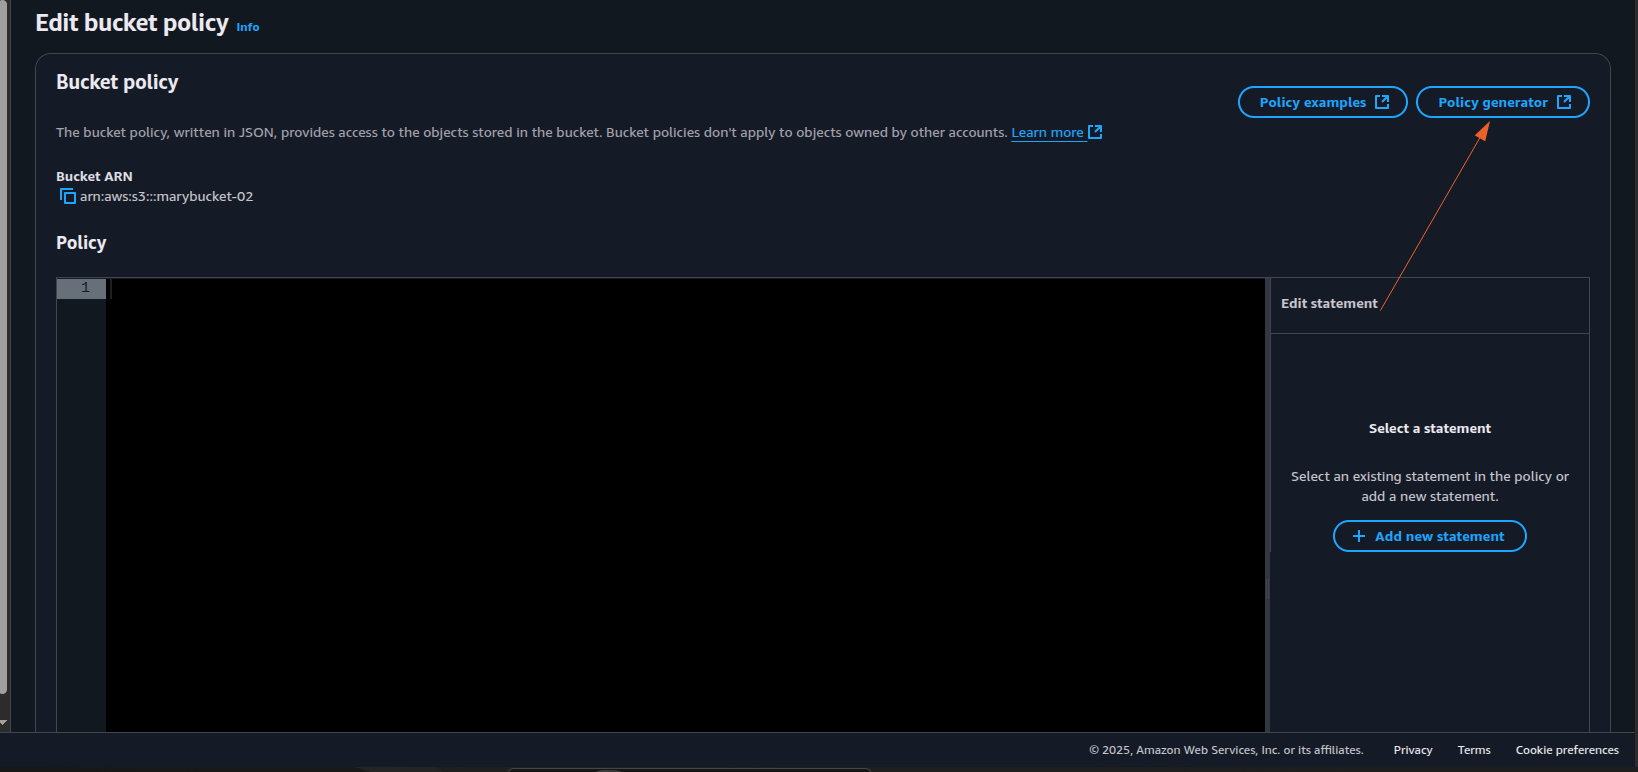 Edit bucket policy Info
Bucket policy
Policy examples
Policy generator
The bucket policy, written in JSON, provides access to the objects stored in the bucket. Bucket policies don't apply to objects owned by other accounts. Learn more
Bucket ARN
arn:aws:s3:::marybucket-02
Policy
1
Edit statement
Select a statement
Select an existing statement in the policy or
add a new statement.
+ Add new statement
© 2025, Amazon Web Services, Inc. or its affiliates. Privacy Terms Cookie preferences